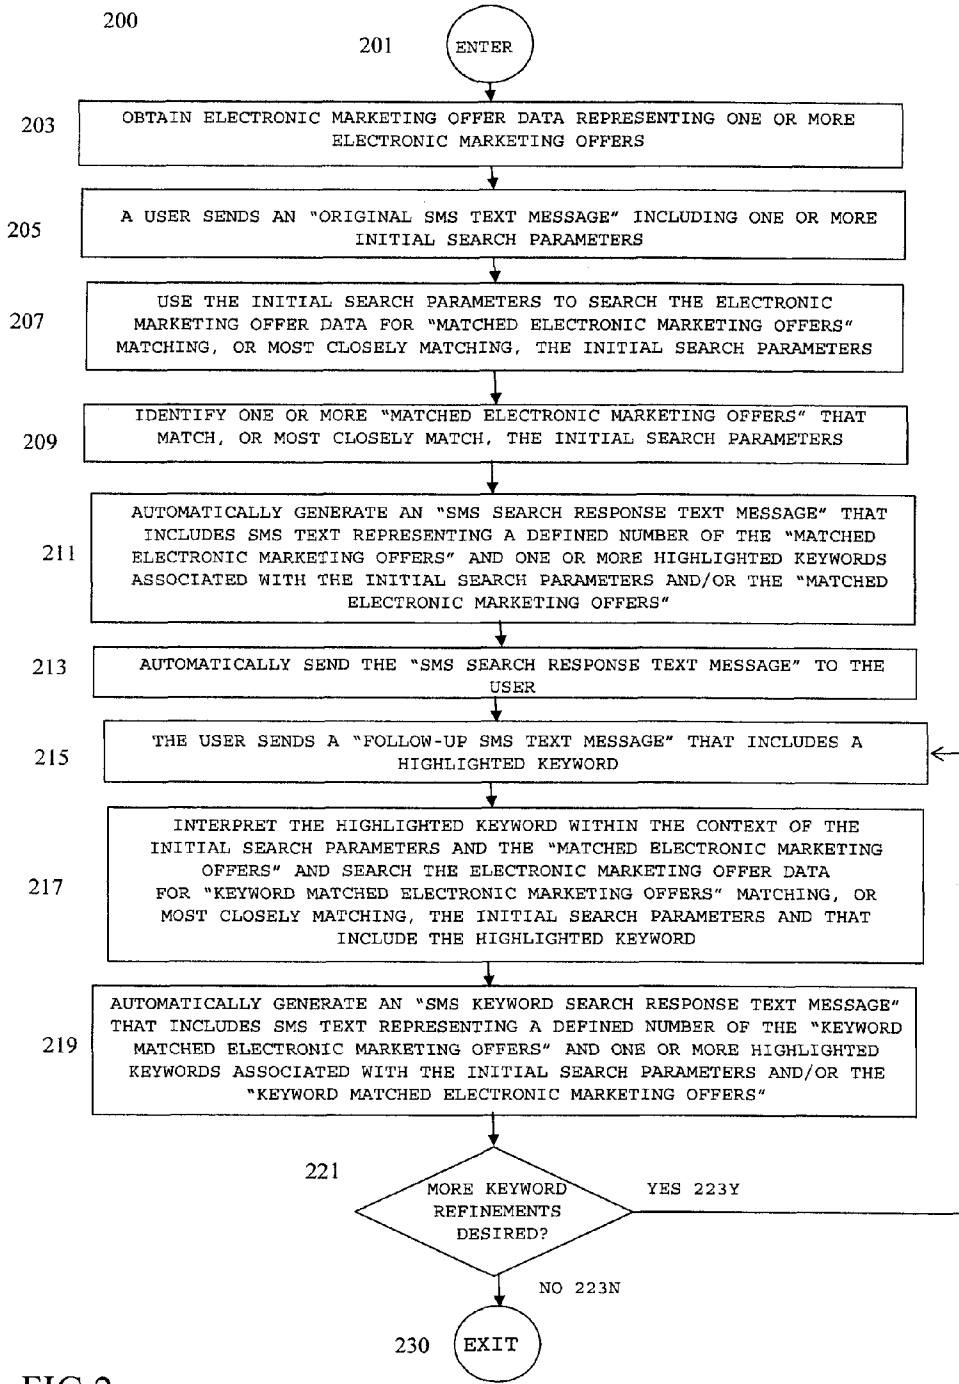 200
201
ENTER
203
OBTAIN ELECTRONIC MARKETING OFFER DATA REPRESENTING ONE OR MORE
ELECTRONIC MARKETING OFFERS
205
A USER SENDS AN "ORIGINAL SMS TEXT MESSAGE" INCLUDING ONE OR MORE
INITIAL SEARCH PARAMETERS
207
USE THE INITIAL SEARCH PARAMETERS TO SEARCH THE ELECTRONIC
MARKETING OFFER DATA FOR "MATCHED ELECTRONIC MARKETING OFFERS"
MATCHING, OR MOST CLOSELY MATCHING, THE INITIAL SEARCH PARAMETERS
209
IDENTIFY ONE OR MORE "MATCHED ELECTRONIC MARKETING OFFERS" THAT
MATCH, OR MOST CLOSELY MATCH, THE INITIAL SEARCH PARAMETERS
211
AUTOMATICALLY GENERATE AN "SMS SEARCH RESPONSE TEXT MESSAGE" THAT
INCLUDES SMS TEXT REPRESENTING A DEFINED NUMBER OF THE "MATCHED
ELECTRONIC MARKETING OFFERS" AND ONE OR MORE HIGHLIGHTED KEYWORDS
ASSOCIATED WITH THE INITIAL SEARCH PARAMETERS AND/OR THE "MATCHED
ELECTRONIC MARKETING OFFERS"
213
AUTOMATICALLY SEND THE "SMS SEARCH RESPONSE TEXT MESSAGE" TO THE
USER
215
THE USER SENDS A "FOLLOW-UP SMS TEXT MESSAGE" THAT INCLUDES A
HIGHLIGHTED KEYWORD
217
INTERPRET THE HIGHLIGHTED KEYWORD WITHIN THE CONTEXT OF THE
INITIAL SEARCH PARAMETERS AND THE "MATCHED ELECTRONIC MARKETING
OFFERS" AND SEARCH THE ELECTRONIC MARKETING OFFER DATA
FOR "KEYWORD MATCHED ELECTRONIC MARKETING OFFERS" MATCHING, OR
MOST CLOSELY MATCHING, THE INITIAL SEARCH PARAMETERS AND THAT
INCLUDE THE HIGHLIGHTED KEYWORD
219
AUTOMATICALLY GENERATE AN "SMS KEYWORD SEARCH RESPONSE TEXT MESSAGE"
THAT INCLUDES SMS TEXT REPRESENTING A DEFINED NUMBER OF THE "KEYWORD
MATCHED ELECTRONIC MARKETING OFFERS" AND ONE OR MORE HIGHLIGHTED
KEYWORDS ASSOCIATED WITH THE INITIAL SEARCH PARAMETERS AND/OR THE
"KEYWORD MATCHED ELECTRONIC MARKETING OFFERS"
221
MORE KEYWORD
REFINEMENTS
DESIRED?
YES 223Y
NO 223N
230
EXIT
FIG.2